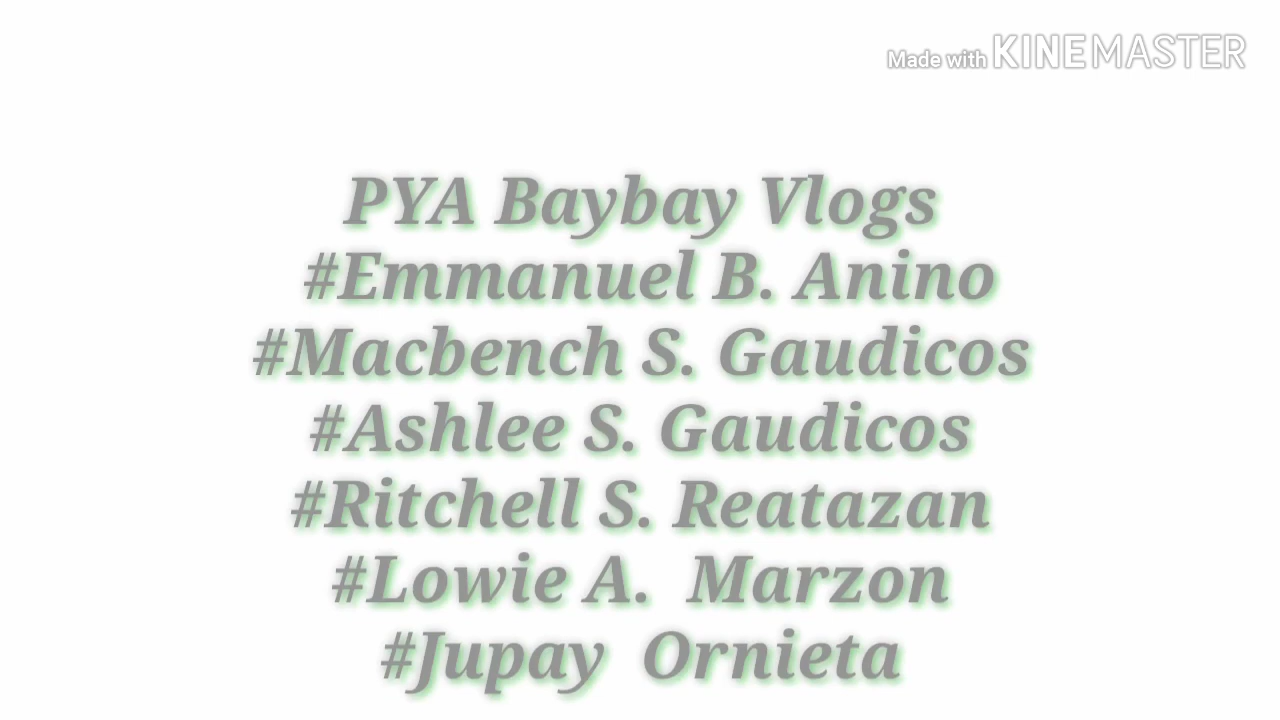 Made with KINEMASTER
PYA Baybay Vlogs
#Emmanuel B. Anino
#Macbench S. Gaudicos
#Ashlee S. Gaudicos
#Ritchell S. Reatazan
#Lowie A. Marzon
#Jupay Ornieta